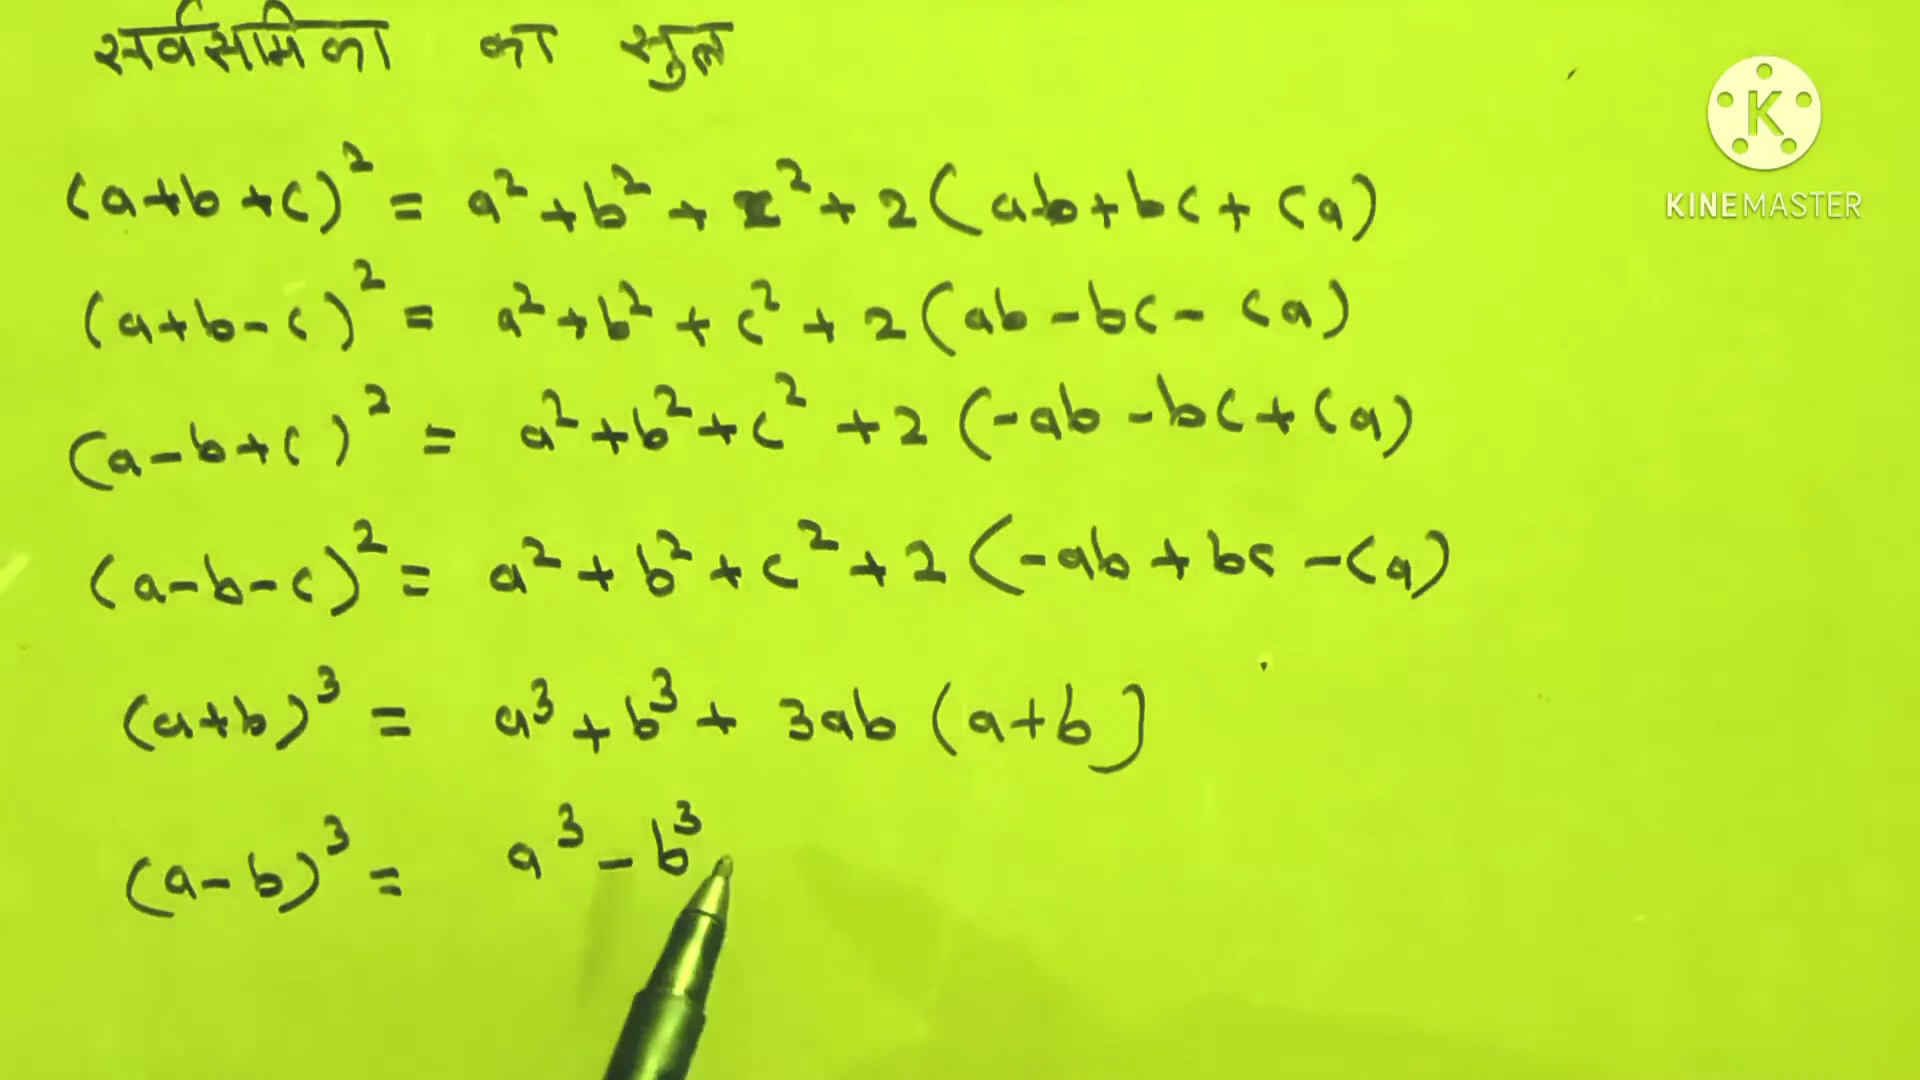 सर्वसमिका का सुत्र
(a+b+c)² = a²+b²+c²+2(ab+bc+ca)
(a+b-c)² = a²+b²+c²+2(ab-bc-ca)
(a-b+c)² = a²+b²+c²+2(-ab-bc+ca)
(a-b-c)² = a²+b²+c²+2(-ab+bc-ca)
(a+b)³ = a³+b³+3ab(a+b)
(a-b)³ = a³-b³
K
KINEMASTER